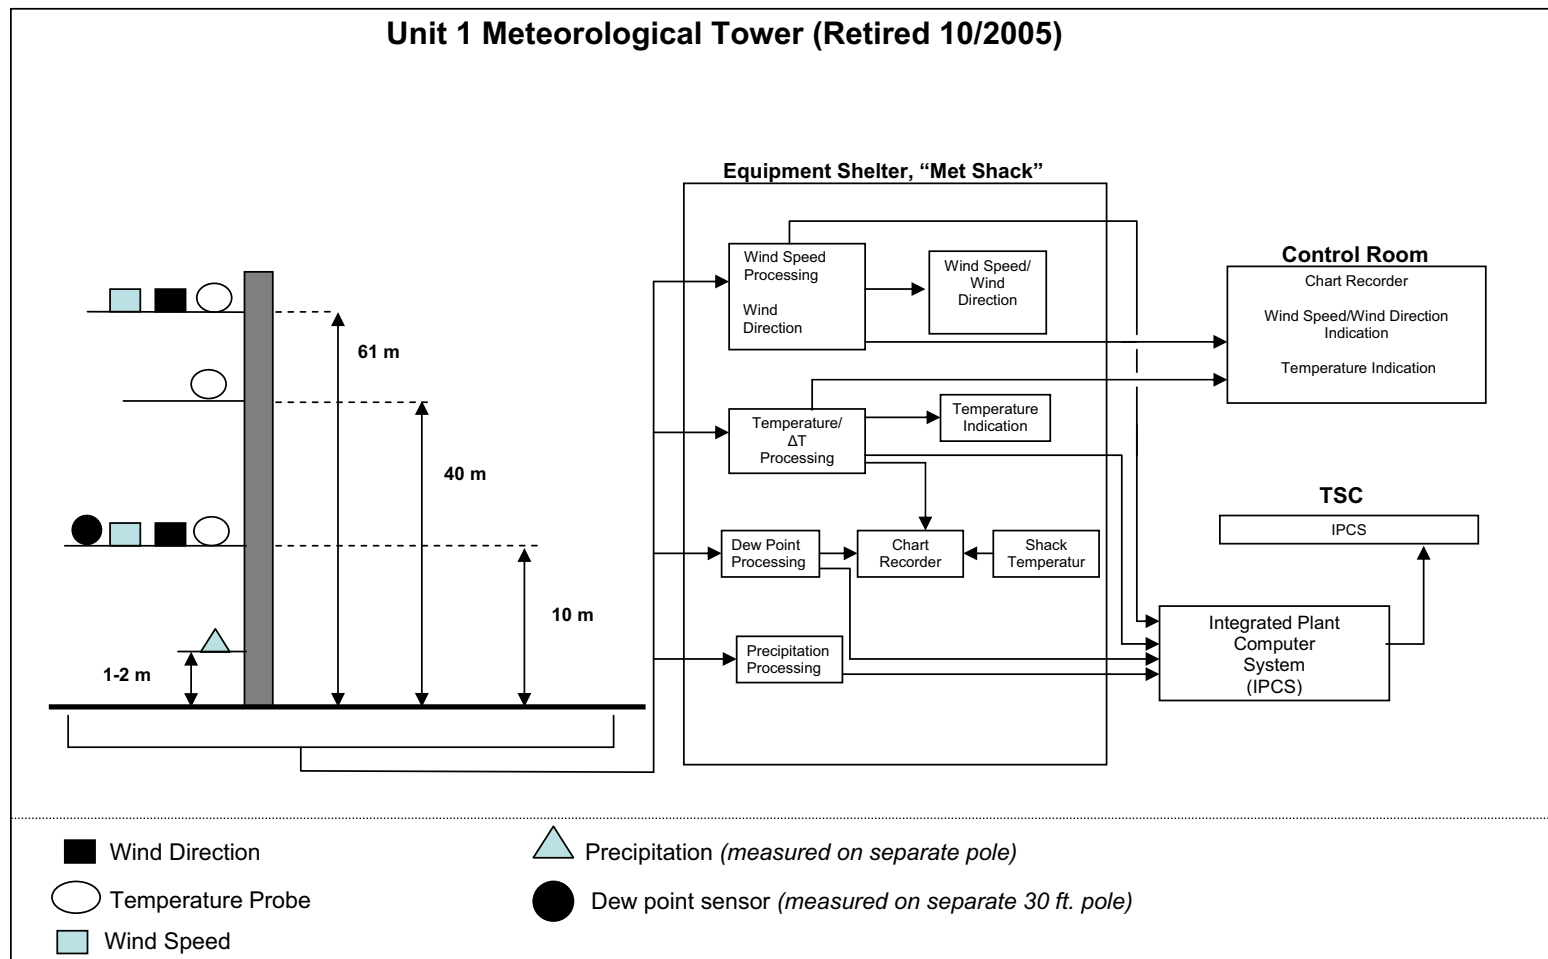 Unit 1 Meteorological Tower (Retired 10/2005)
Equipment Shelter, “Met Shack”
Wind Speed
Processing
Wind
Direction
Wind Speed/
Wind
Direction
Control Room
Chart Recorder
Wind Speed/Wind Direction
Indication
Temperature Indication
61 m
40 m
10 m
1-2 m
Temperature/
ΔT
Processing
Temperature
Indication
TSC
IPCS
Dew Point
Processing
Chart
Recorder
Shack
Temperatur
Precipitation
Processing
Integrated Plant
Computer
System
(IPCS)
Wind Direction
Temperature Probe
Wind Speed
Precipitation (measured on separate pole)
Dew point sensor (measured on separate 30 ft. pole)